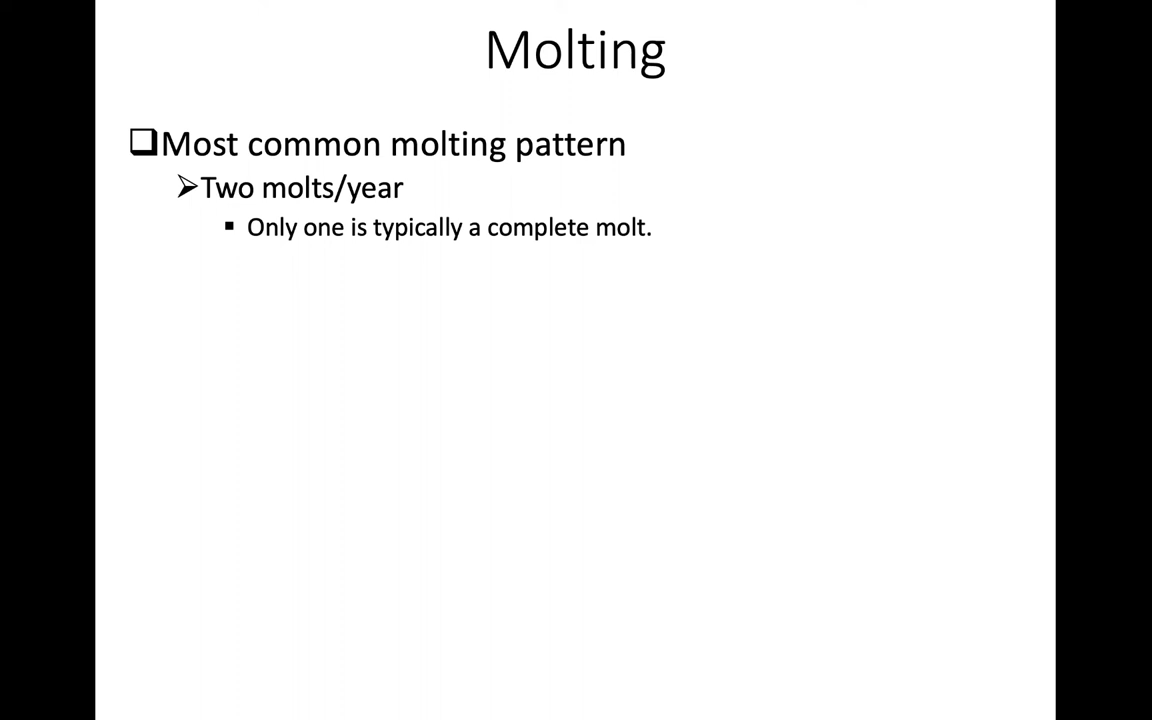 Molting
Most common molting pattern
Two molts/year
Only one is typically a complete molt.